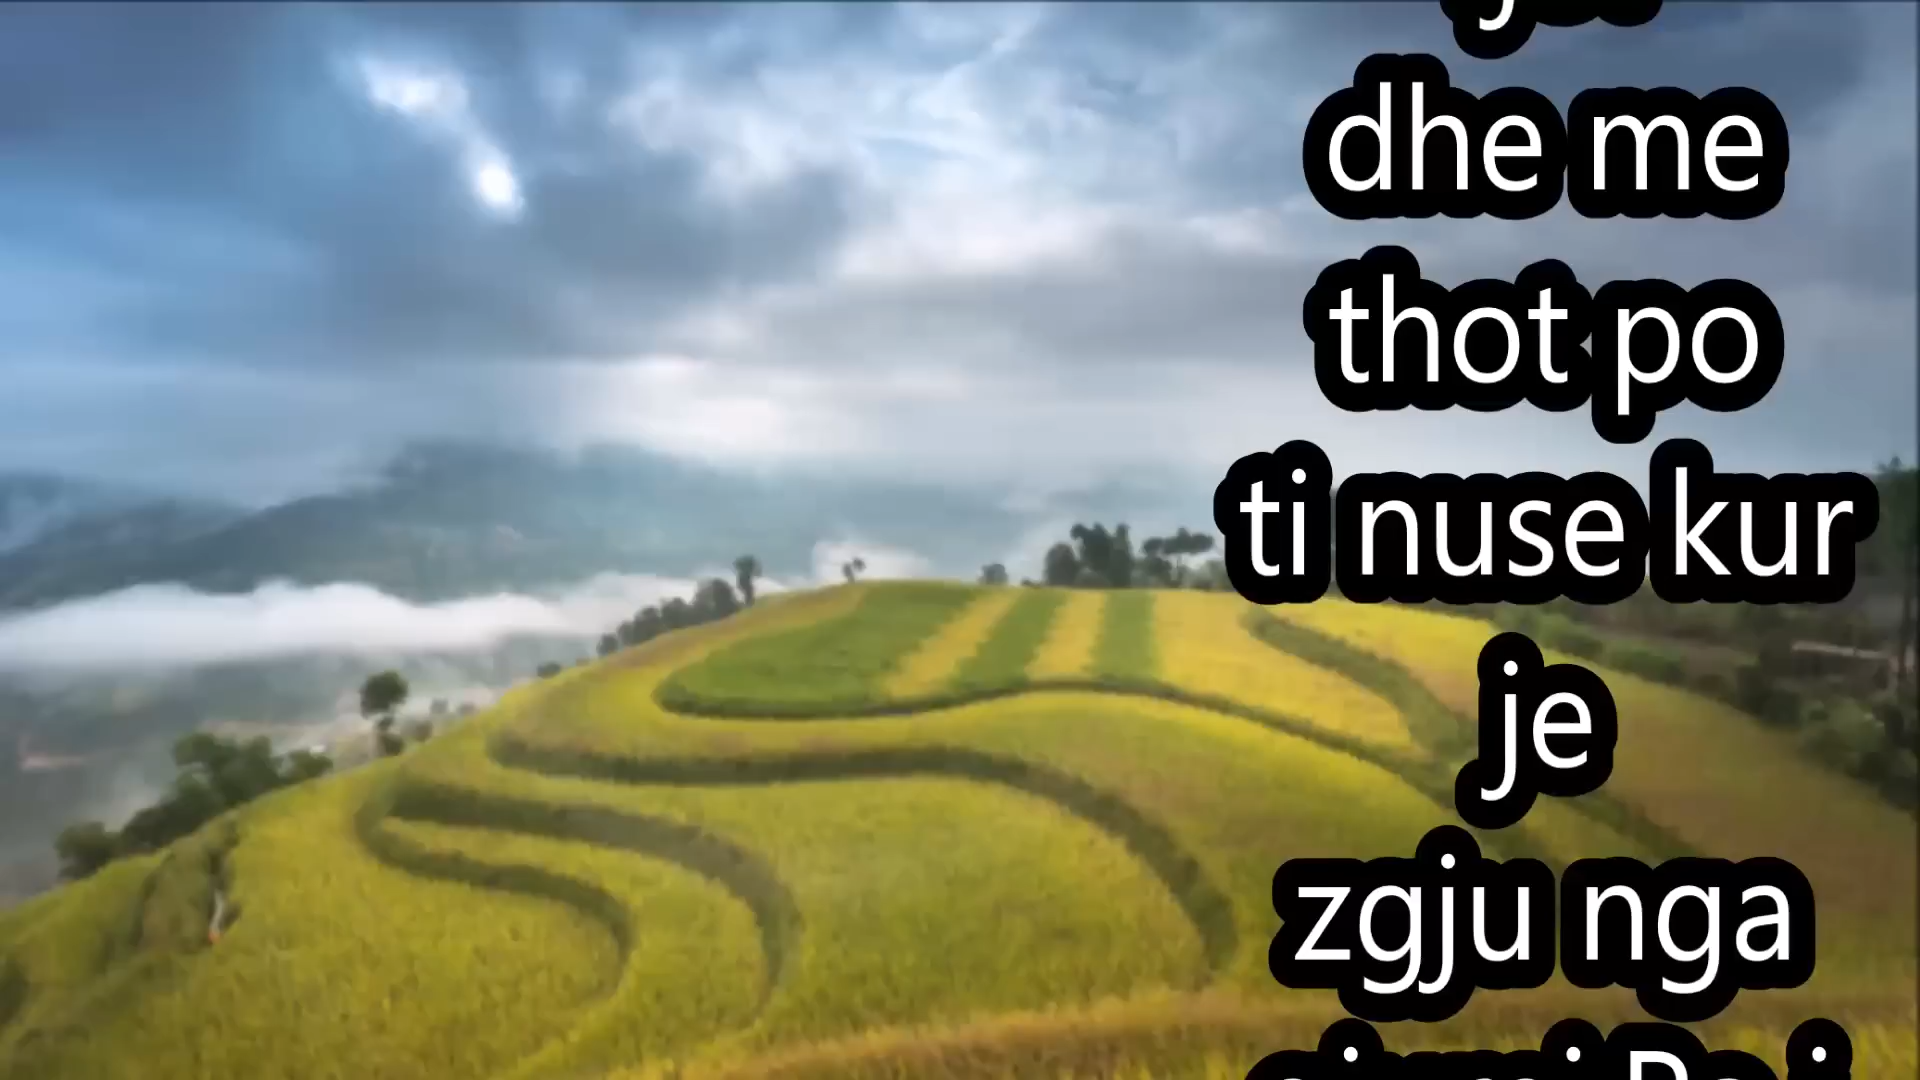 dhe me
thot po
ti nuse kur
je
zgju nga